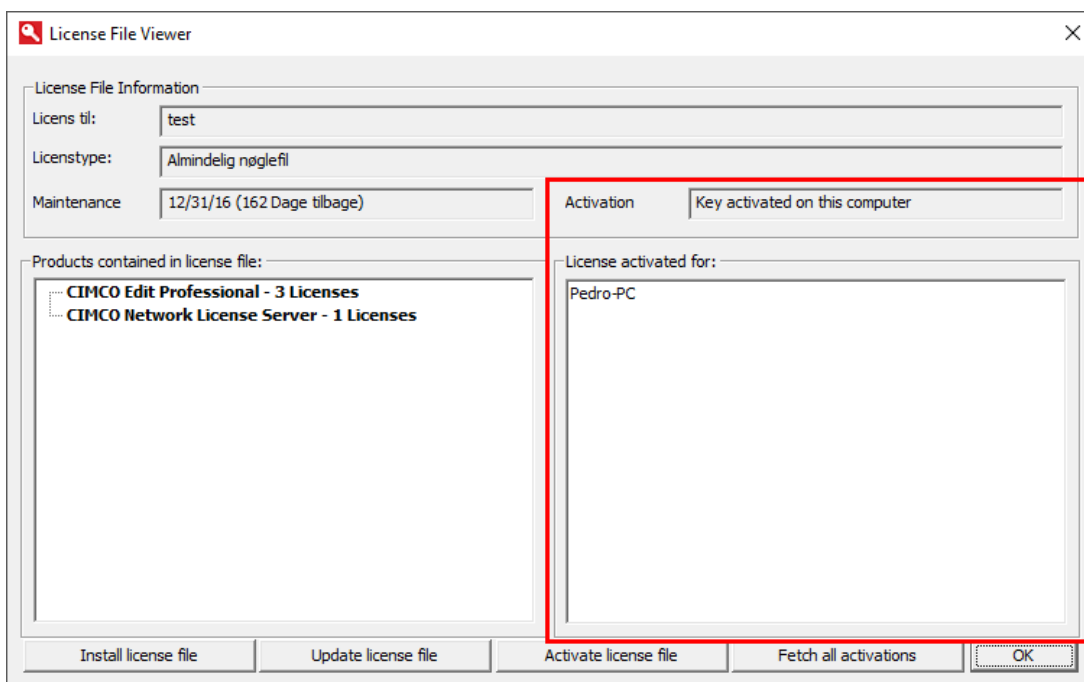 License File Viewer
License File Information
Licens til: test
Licenstype: Almindelig nøglefil
Maintenance 12/31/16 (162 Dage tilbage) Activation Key activated on this computer
Products contained in license file: License activated for:
CIMCO Edit Professional - 3 Licenses Pedro-PC
CIMCO Network License Server - 1 Licenses
Install license file Update license file Activate license file Fetch all activations OK